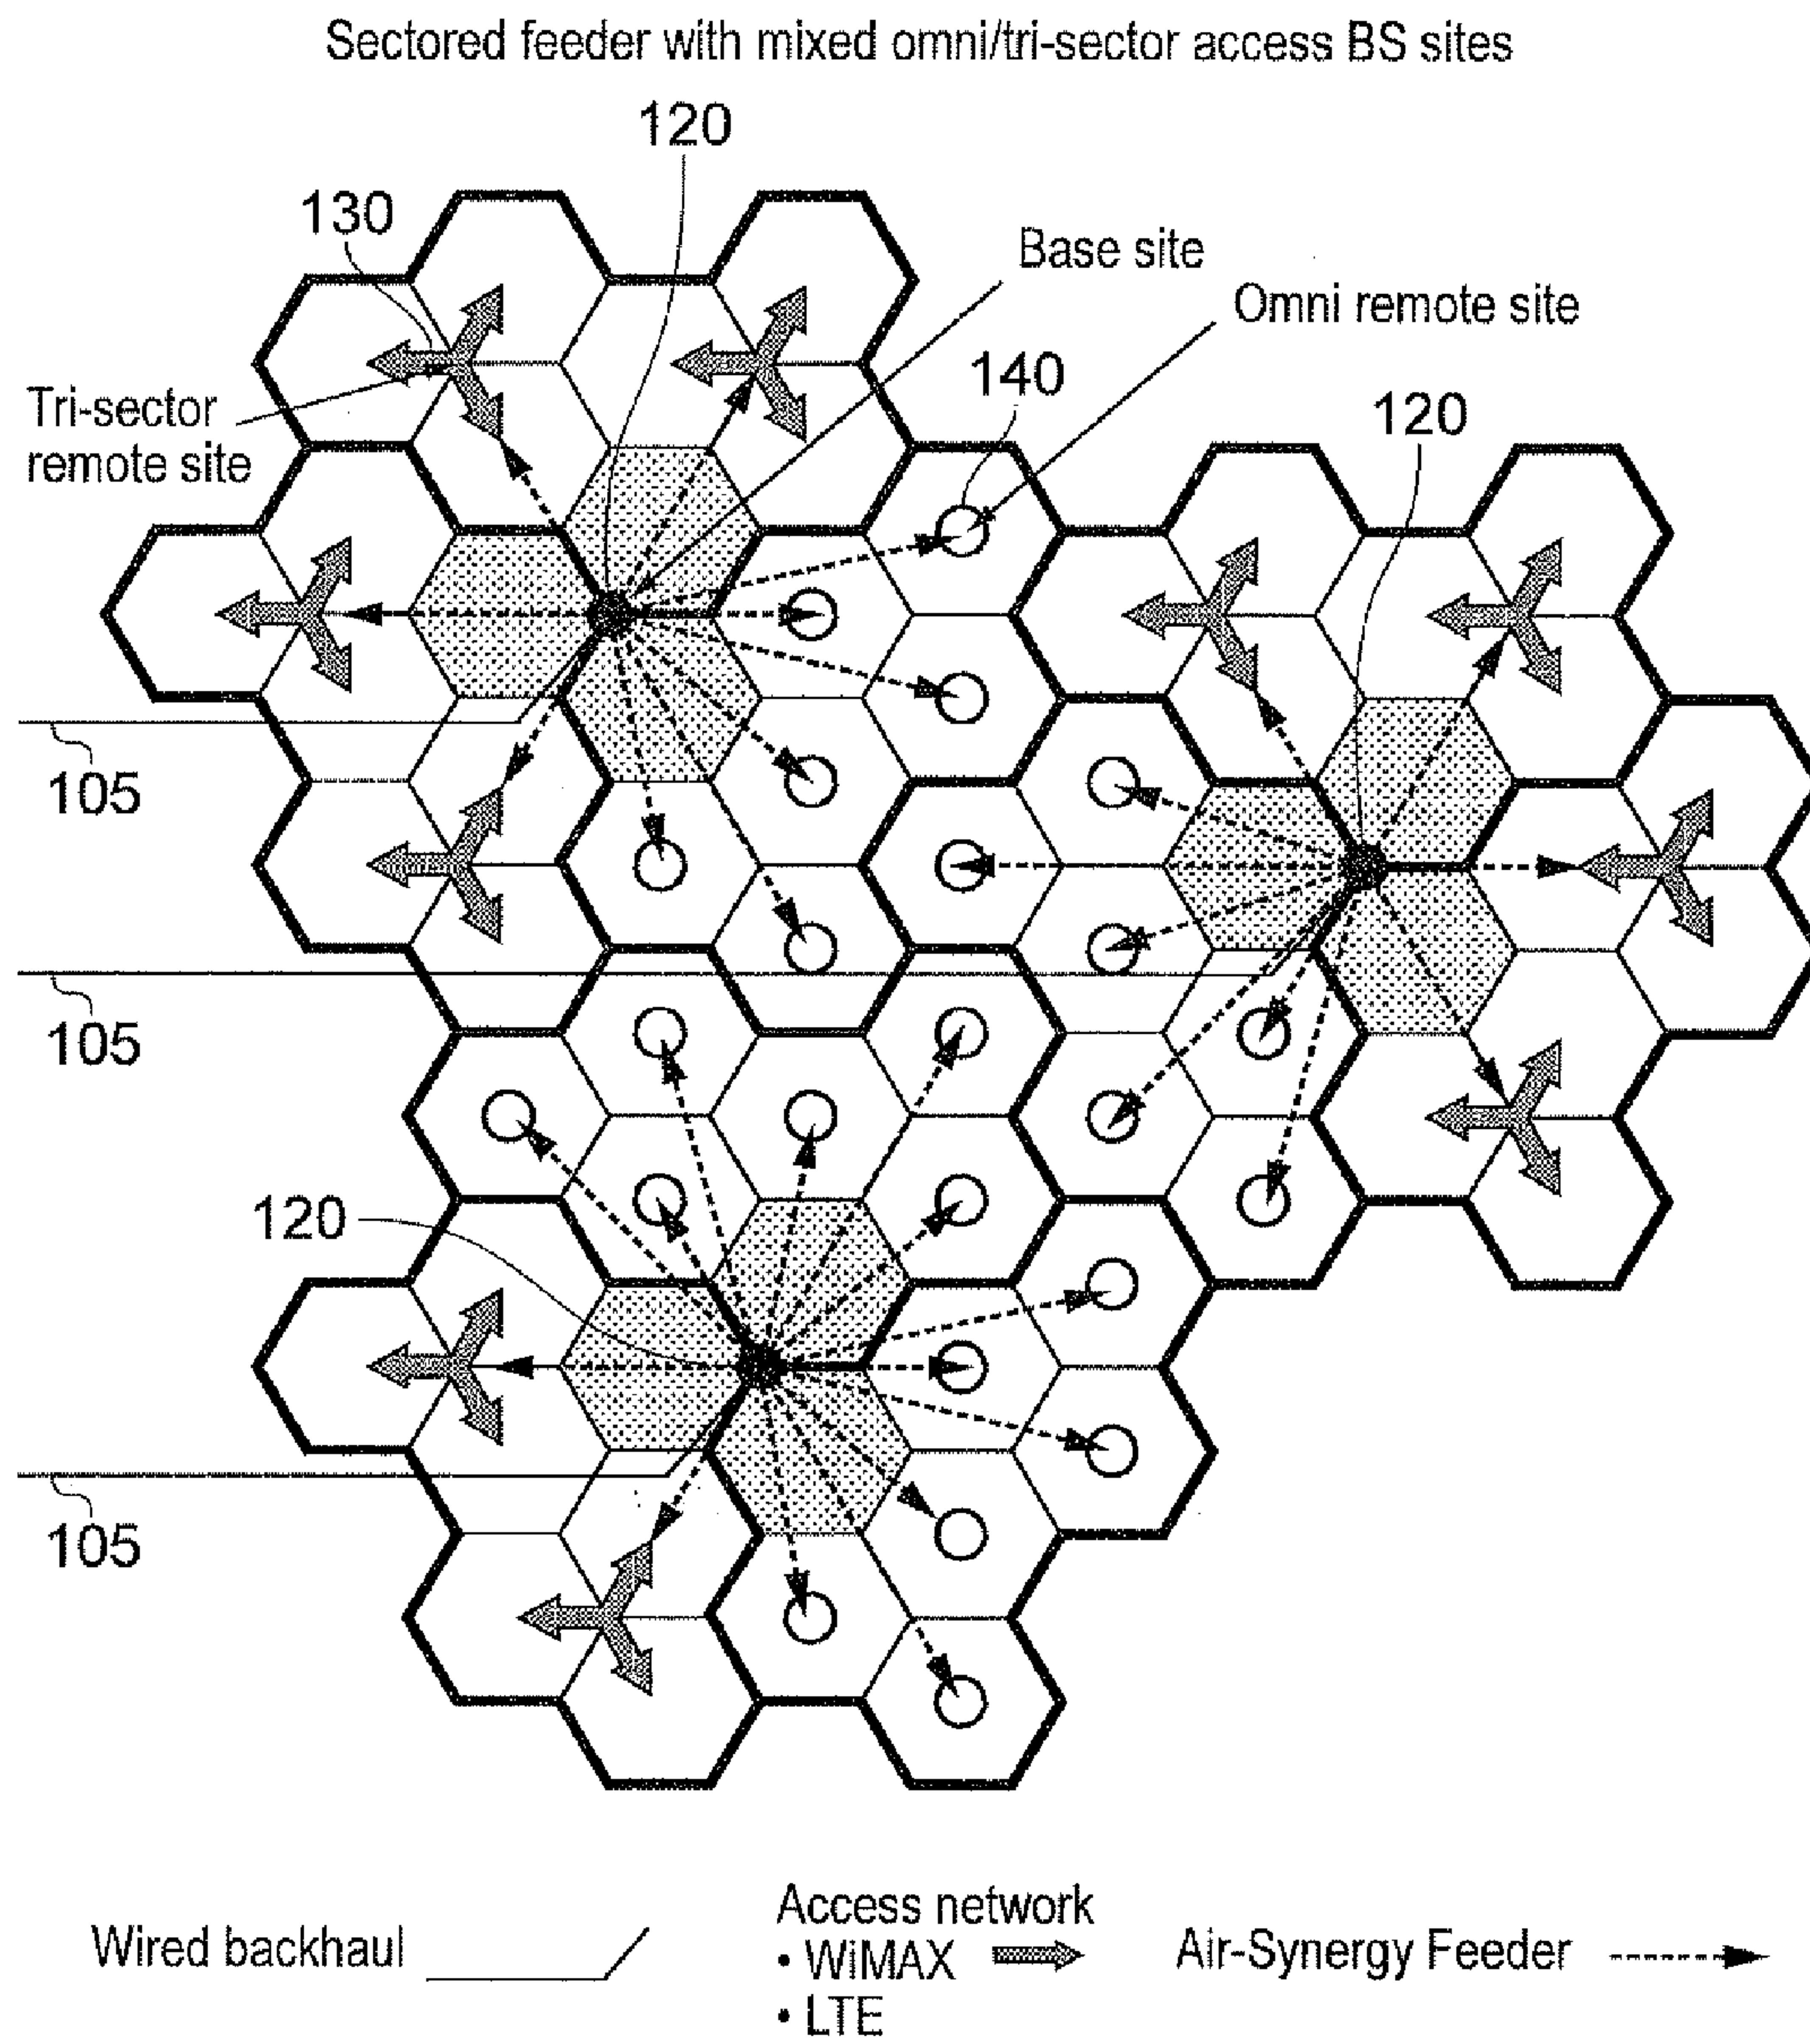 Sectored feeder with mixed omni/tri-sector access BS sites
120
130
Base site
Omni remote site
140
120
Tri-sector
remote site
105
105
120
105
Wired backhaul
Access network
• WiMAX
• LTE
Air-Synergy Feeder